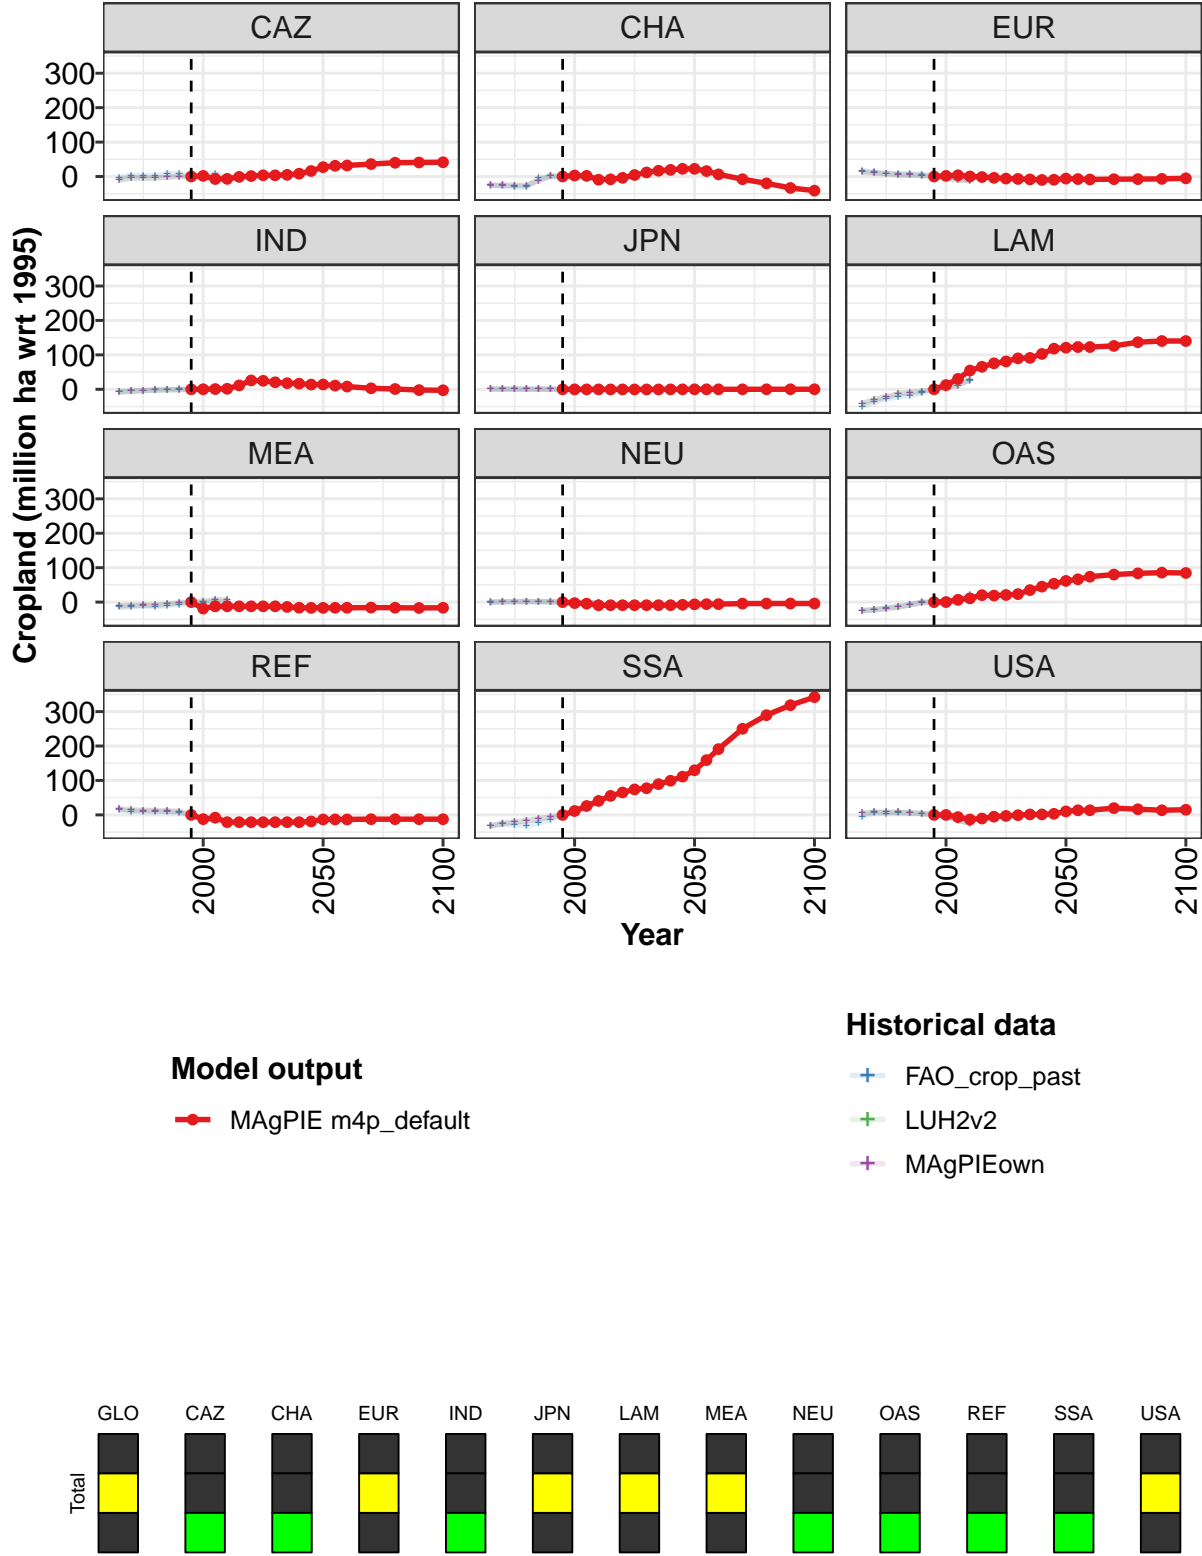 CAZ CHA EUR
300
200
100
0
IND JPN LAM
300
200
100
0
MEA NEU OAS
300
200
100
0
REF SSA USA
300
200
100
0
Cropland (million ha wrt 1995)
2000 2050 2100 2000 2050 2100 2000 2050 2100
Year
Model output
MAgPIE m4p_default
Historical data
FAO_crop_past
LUH2v2
MAgPIEown
GLO CAZ CHA EUR IND JPN LAM MEA NEU OAS REF SSA USA
Total